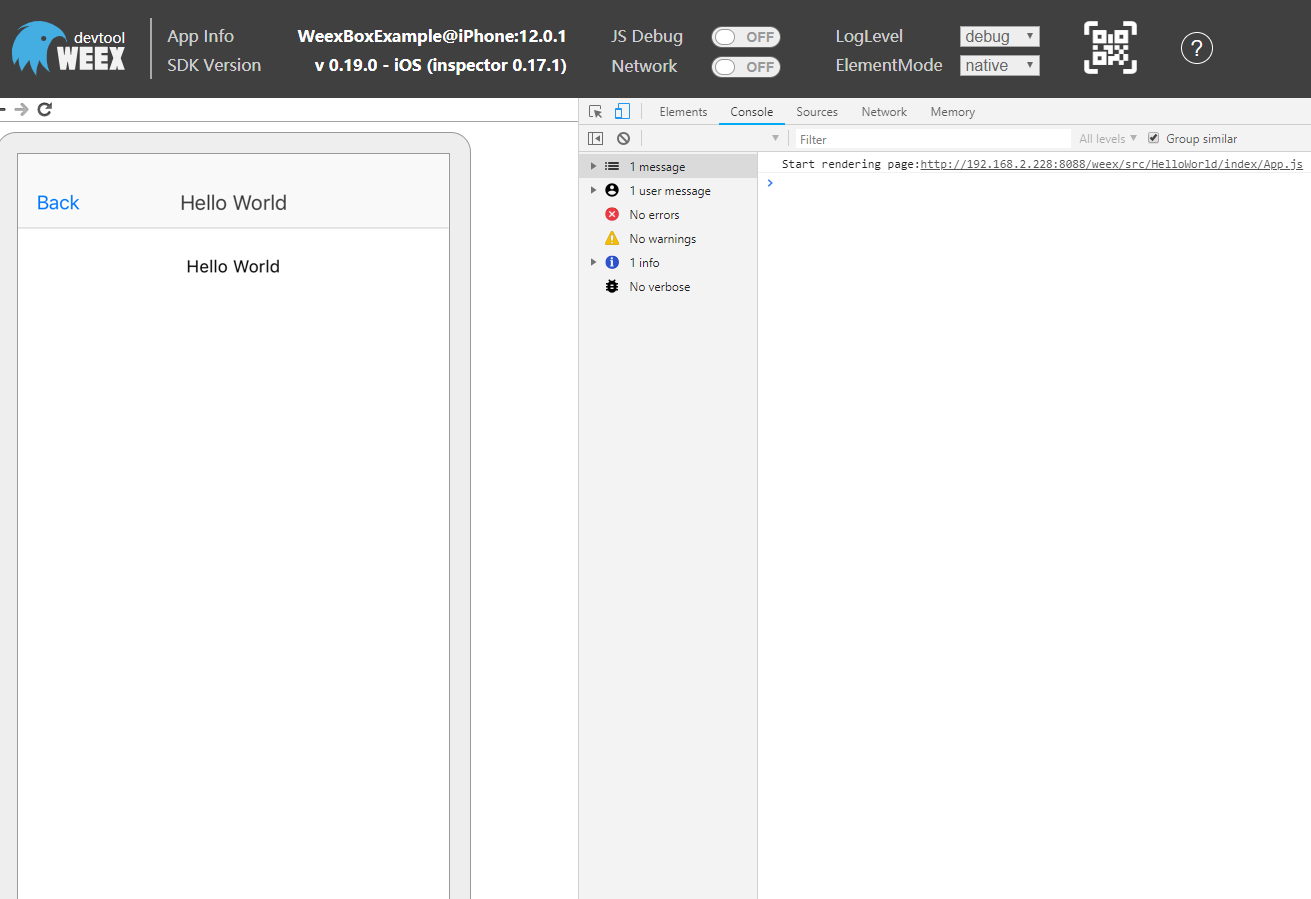 devtool
WEEX
App Info WeexBoxExample@iPhone:12.0.1
SDK Version v 0.19.0 - iOS (inspector 0.17.1)
JS Debug OFF
Network OFF
LogLevel debug
ElementMode native
?
Back Hello World
Hello World
Elements Console Sources Network Memory
Filter All levels Group similar
1 message
1 user message
No errors
No warnings
1 info
No verbose
Start rendering page:http://192.168.2.228:8088/weex/src/HelloWorld/index/App.js